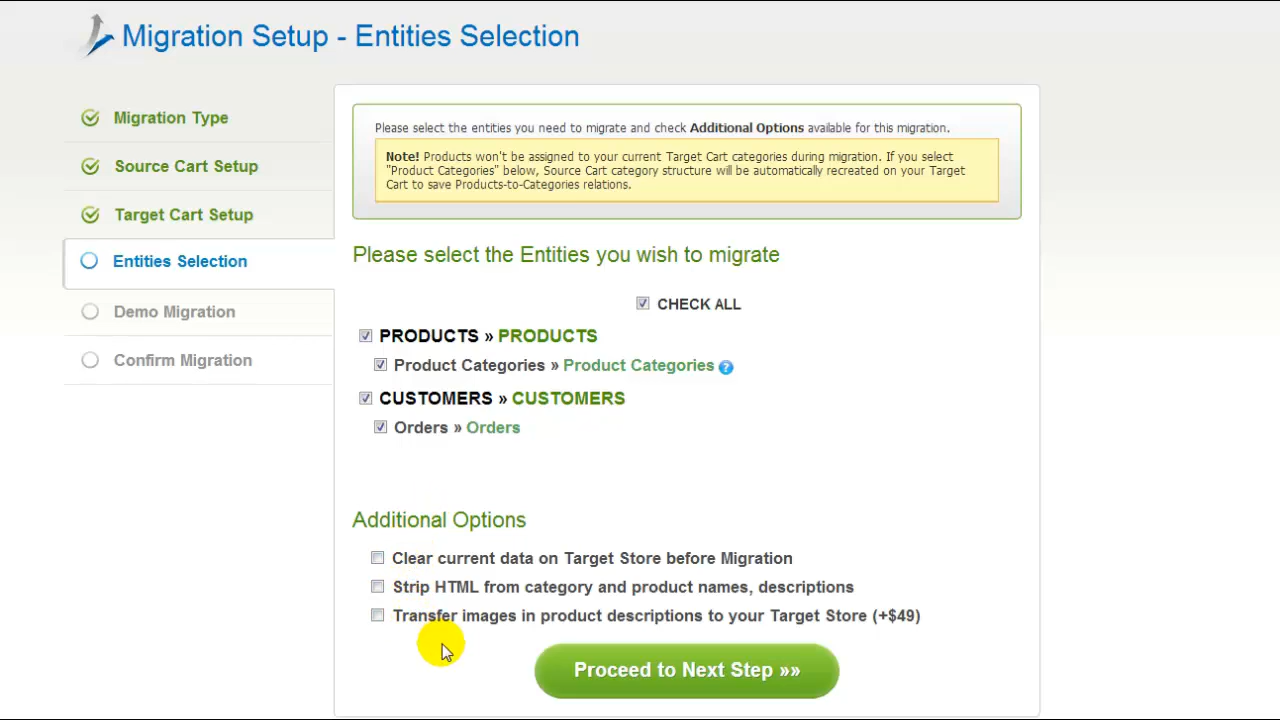 Migration Setup - Entities Selection
Migration Type
Source Cart Setup
Target Cart Setup
Entities Selection
Demo Migration
Confirm Migration
Please select the entities you need to migrate and check Additional Options available for this migration.
Note! Products won't be assigned to your current Target Cart categories during migration. If you select
"Product Categories" below, Source Cart category structure will be automatically recreated on your Target
Cart to save Products-to-Categories relations.
Please select the Entities you wish to migrate
CHECK ALL
PRODUCTS » PRODUCTS
Product Categories » Product Categories ?
CUSTOMERS » CUSTOMERS
Orders » Orders
Additional Options
Clear current data on Target Store before Migration
Strip HTML from category and product names, descriptions
Transfer images in product descriptions to your Target Store (+$49)
Proceed to Next Step »»